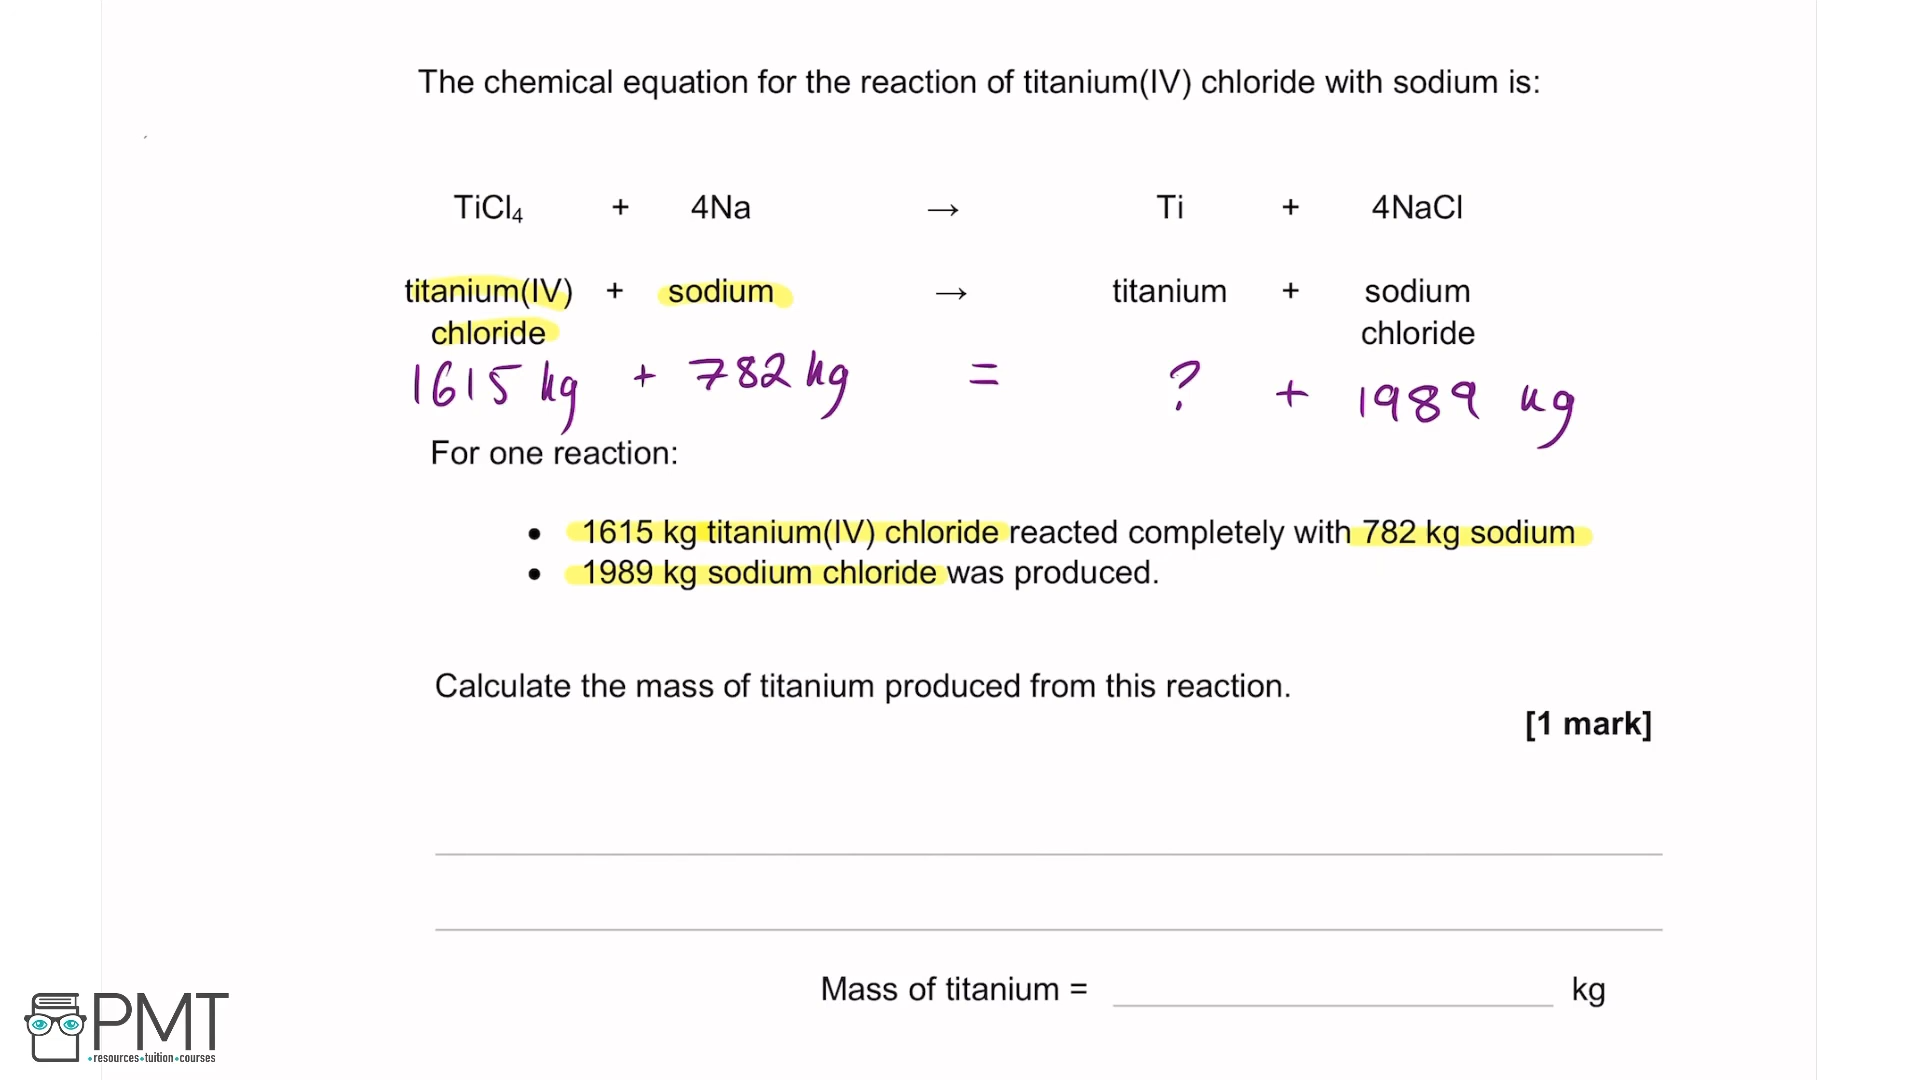 The chemical equation for the reaction of titanium(IV) chloride with sodium is:
TiCl₄ + 4Na → Ti + 4NaCl
titanium(IV) + sodium → titanium + sodium
chloride chloride
1615 kg + 782 kg = ? + 1989 kg
For one reaction:
• 1615 kg titanium(IV) chloride reacted completely with 782 kg sodium
• 1989 kg sodium chloride was produced.
Calculate the mass of titanium produced from this reaction.
[1 mark]
Mass of titanium = kg
PMT
•resources•tuition•courses